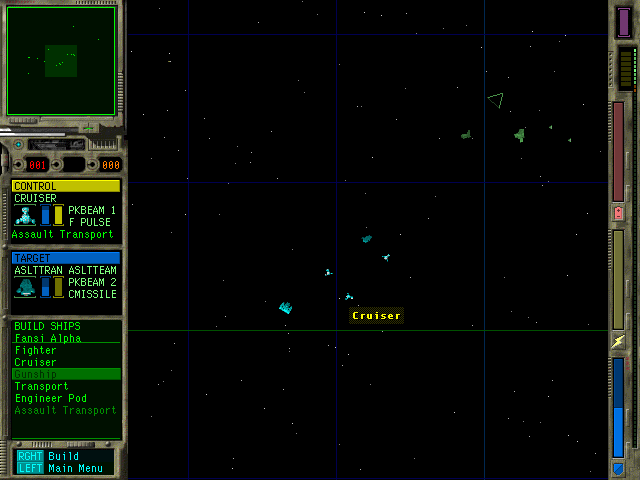 001 000
CONTROL
CRUISER
PKBEAM 1
F PULSE
Assault Transport
TARGET
ASLTTRAN ASLTTEAM
PKBEAM 2
CMISSILE
Cruiser
BUILD SHIPS
Fansi Alpha
Fighter
Cruiser
Gunship
Transport
Engineer Pod
Assault Transport
RGHT Build
LEFT Main Menu